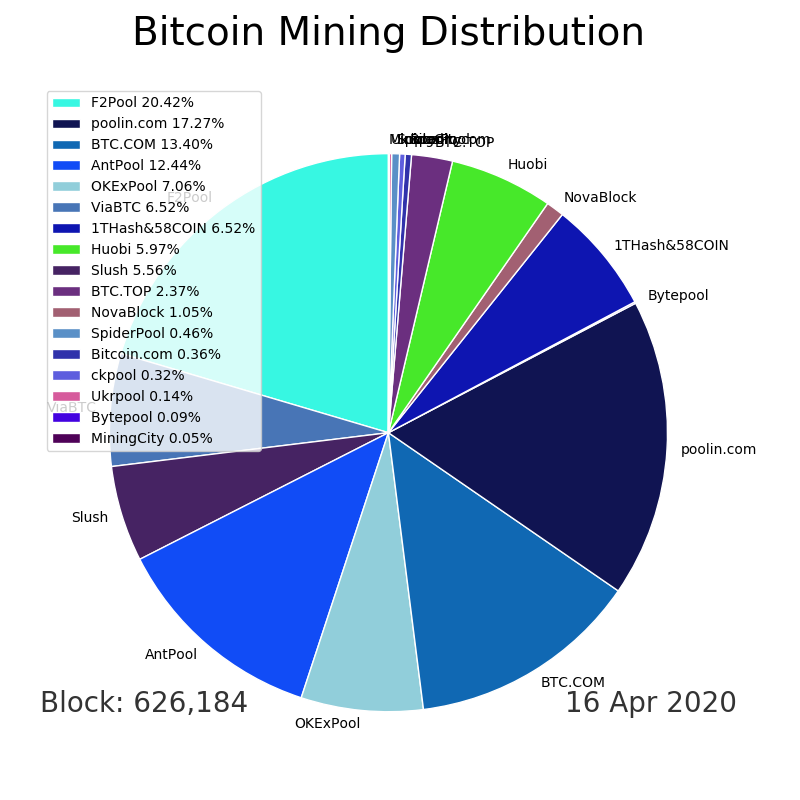 Bitcoin Mining Distribution
F2Pool 20.42%
poolin.com 17.27%
BTC.COM 13.40%
AntPool 12.44%
OKExPool 7.06%
ViaBTC 6.52%
1THash&58COIN 6.52%
Huobi 5.97%
Slush 5.56%
BTC.TOP 2.37%
NovaBlock 1.05%
SpiderPool 0.46%
Bitcoin.com 0.36%
ckpool 0.32%
Ukrpool 0.14%
Bytepool 0.09%
MiningCity 0.05%
BTC.TOP
Huobi
NovaBlock
1THash&58COIN
Bytepool
poolin.com
BTC.COM
OKExPool
AntPool
Slush
ViaBTC
F2Pool
Block: 626,184
16 Apr 2020